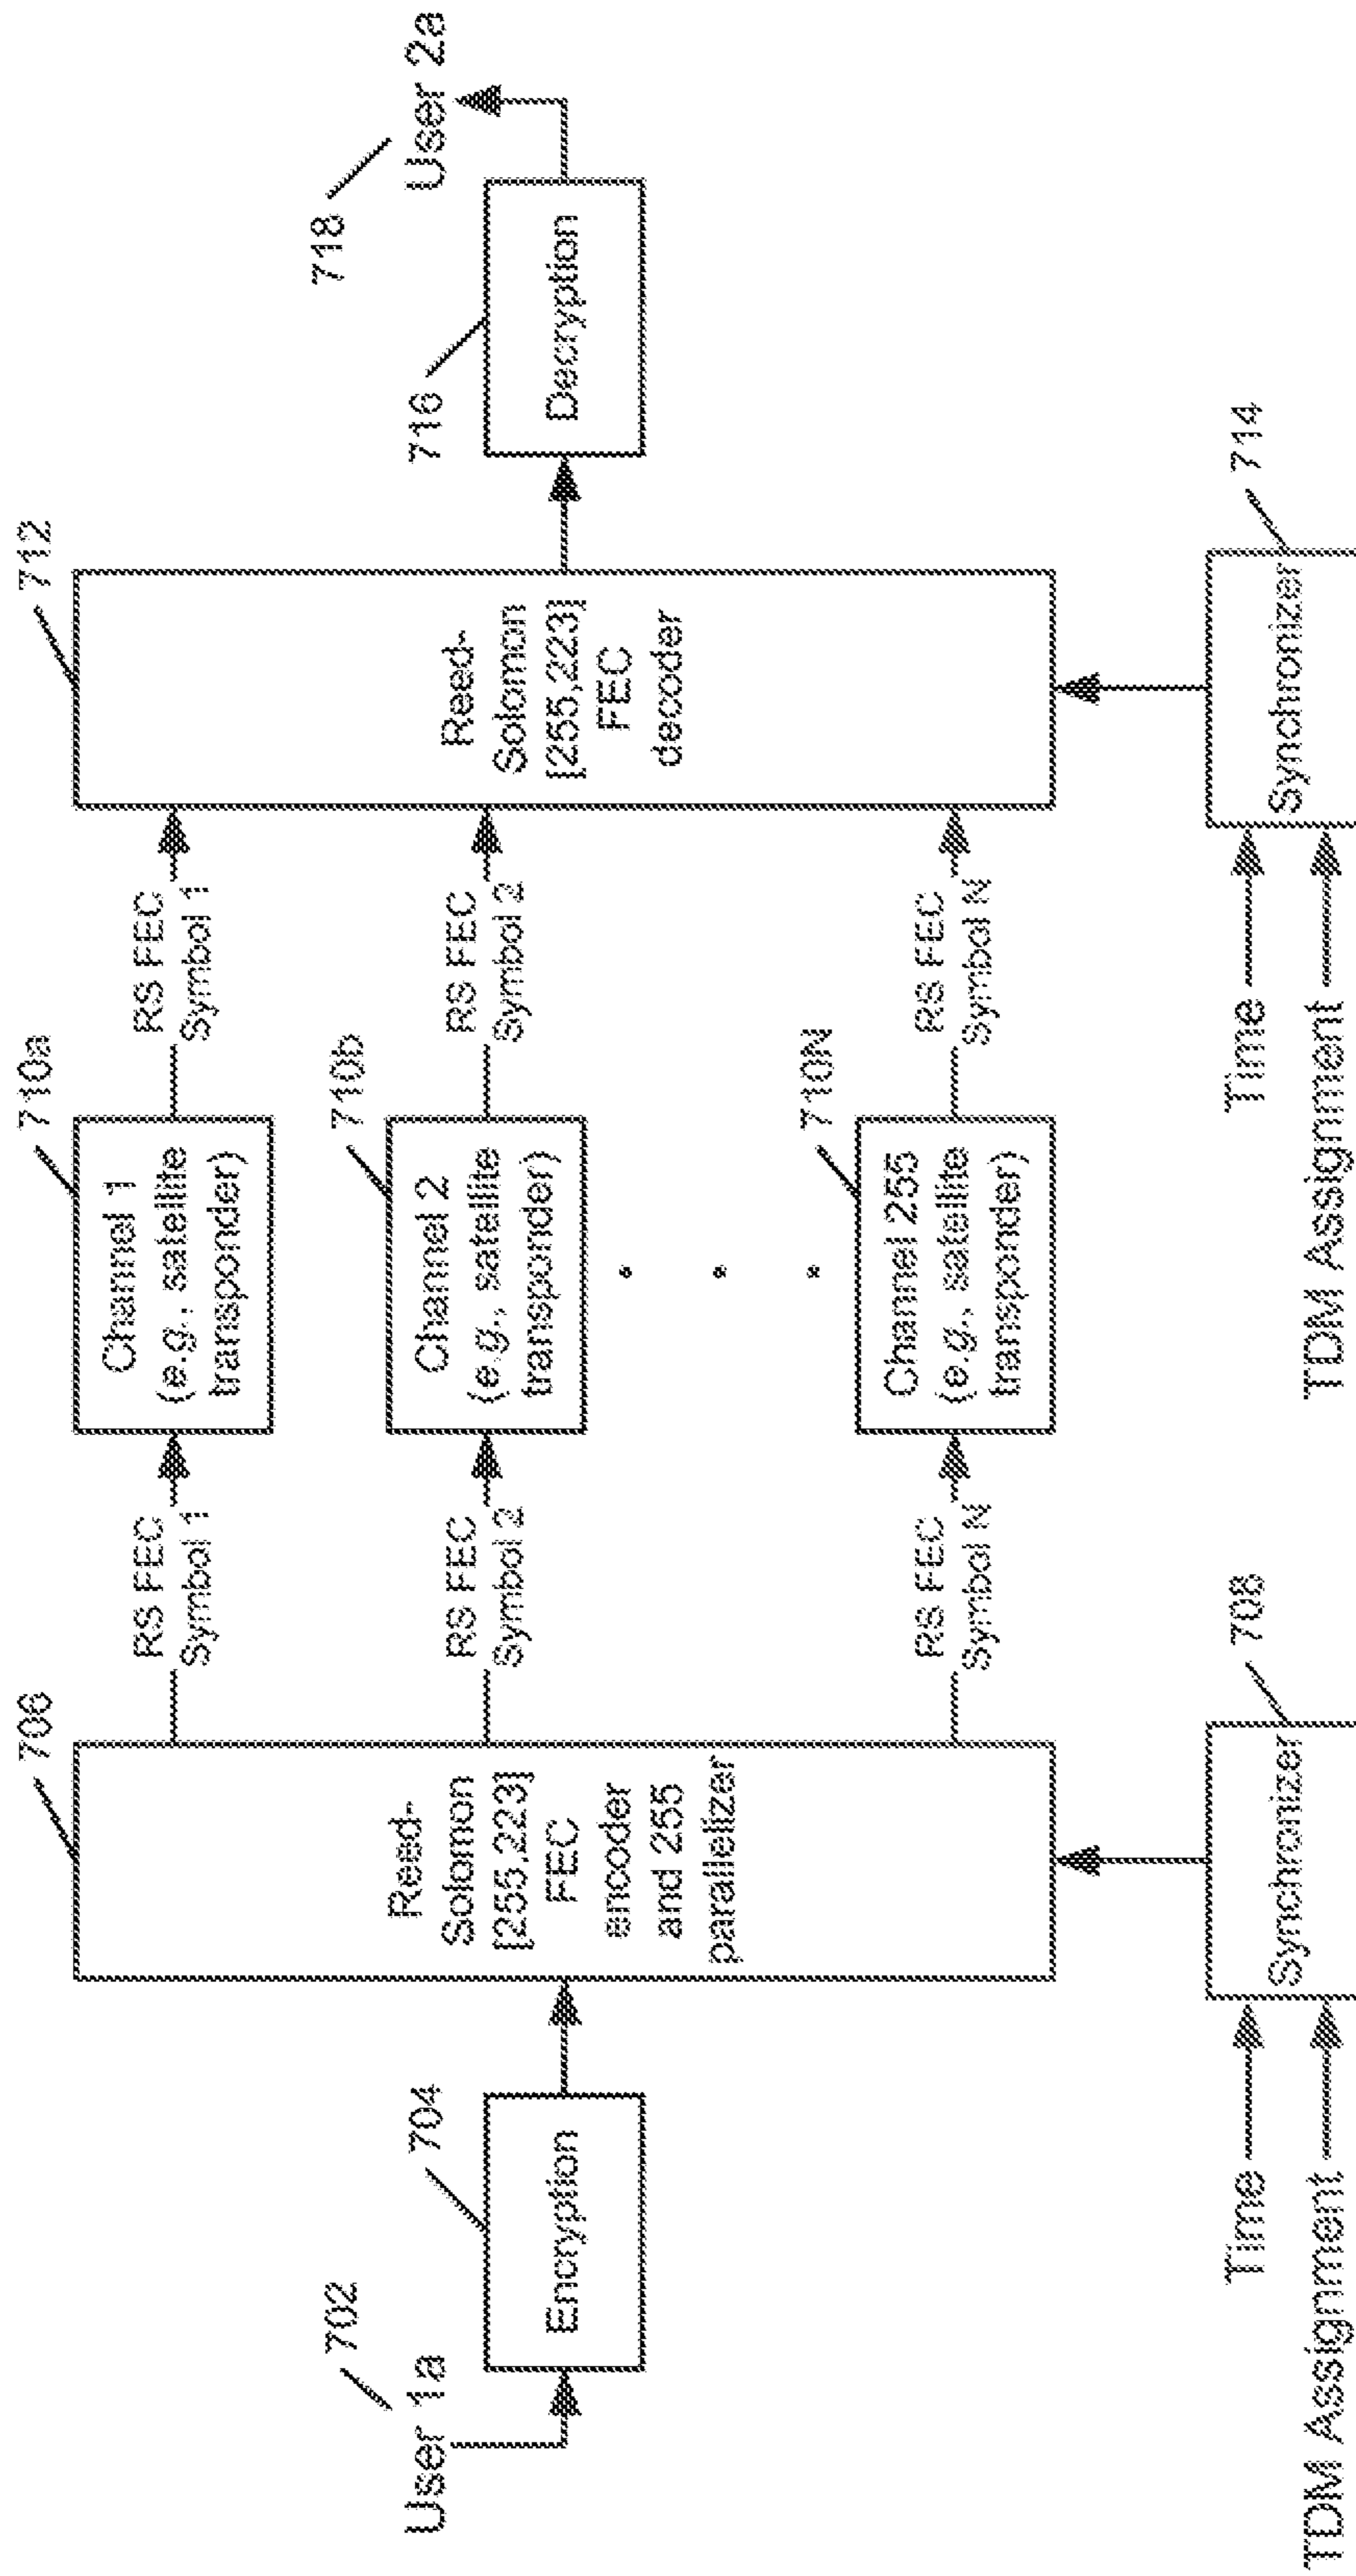 702
User 1a
704
Encryption
706
Reed-
Solomon
[255,223]
FEC
encoder
and 255
parallelizer
Time
TDM Assignment
708
Synchronizer
RS FEC
Symbol 1
RS FEC
Symbol 2
RS FEC
Symbol N
710a
Channel 1
(e.g., satellite
transponder)
710b
Channel 2
(e.g., satellite
transponder)
710N
Channel 255
(e.g., satellite
transponder)
RS FEC
Symbol 1
RS FEC
Symbol 2
RS FEC
Symbol N
712
Reed-
Solomon
[255,223]
FEC
decoder
Time
TDM Assignment
714
Synchronizer
716
Decryption
718
User 2a